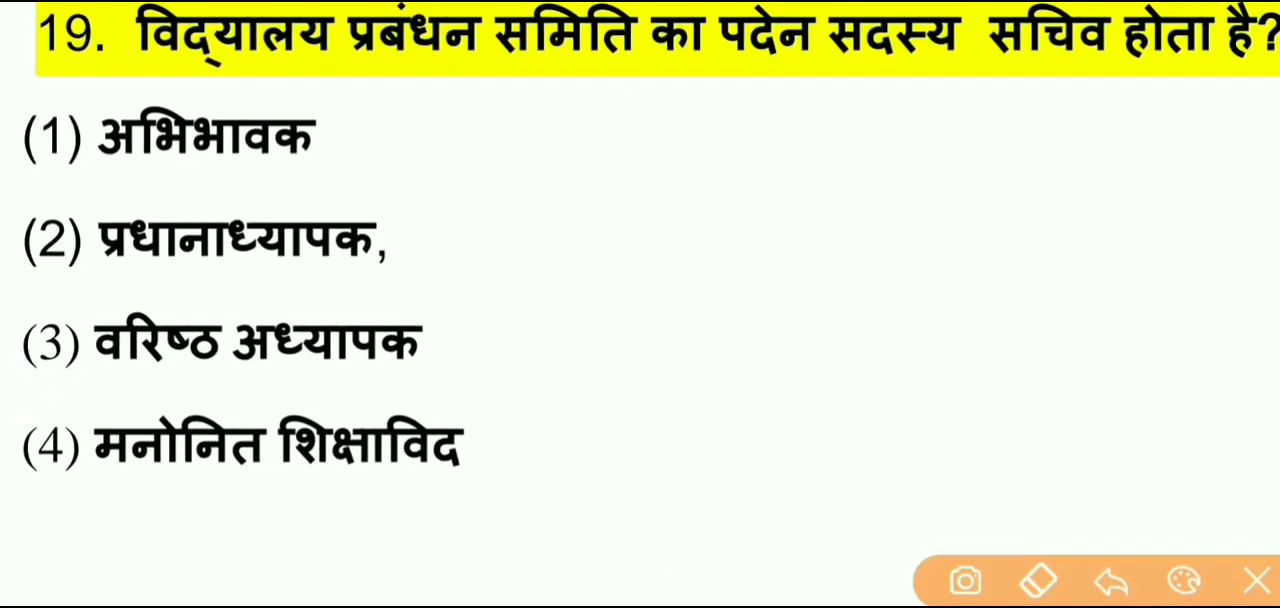 19. विद्यालय प्रबंधन समिति का पदेन सदस्य सचिव होता है?
(1) अभिभावक
(2) प्रधानाध्यापक,
(3) वरिष्ठ अध्यापक
(4) मनोनित शिक्षाविद